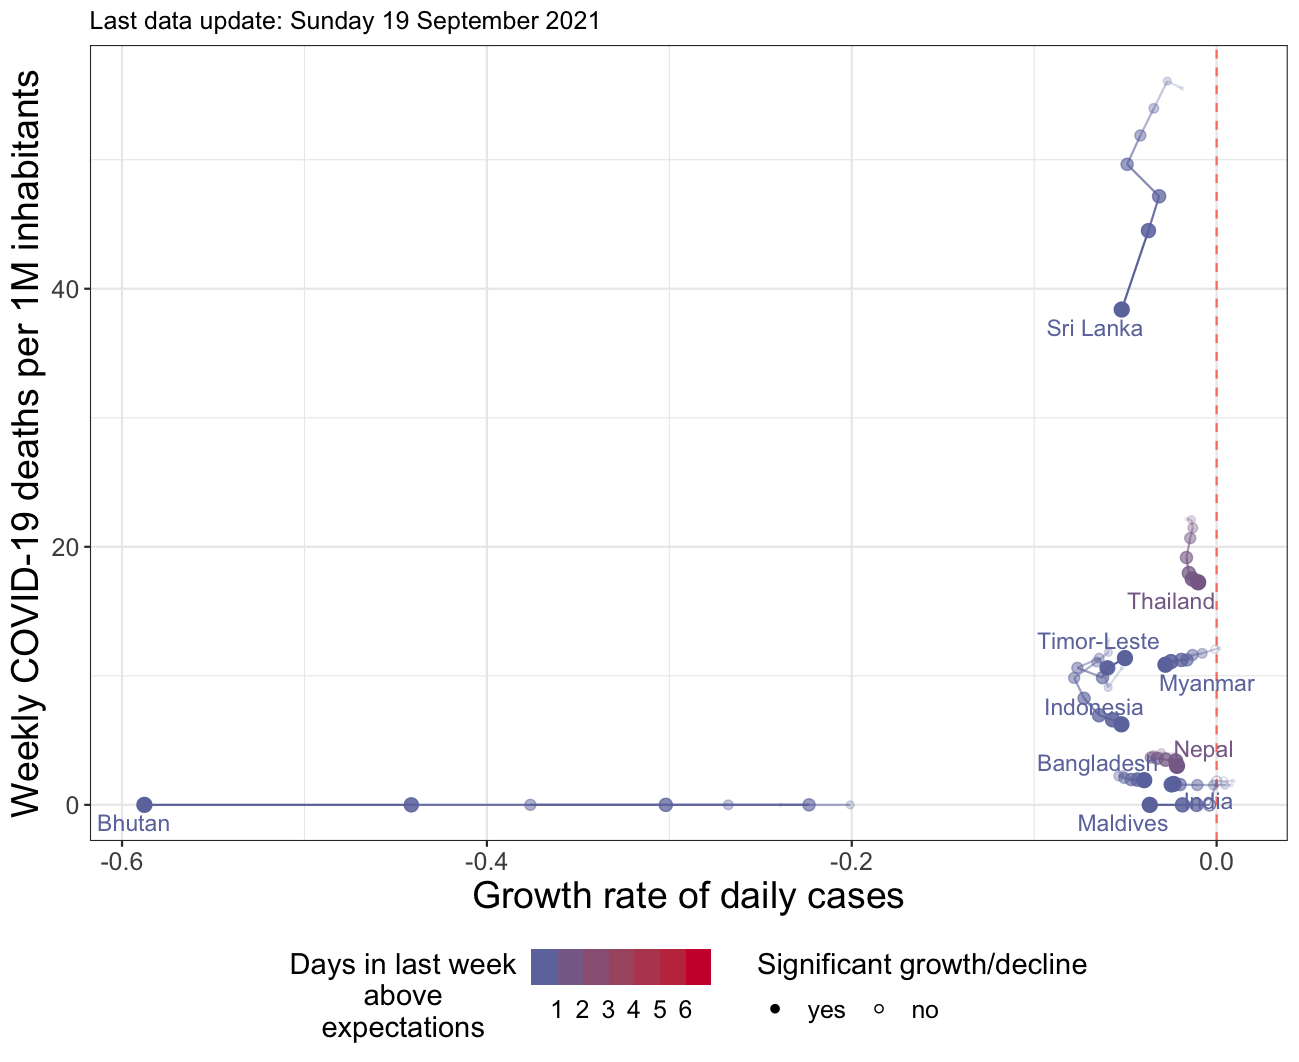 Last data update: Sunday 19 September 2021
Weekly COVID-19 deaths per 1M inhabitants
40
20
0
Sri Lanka
Thailand
Timor-Leste
Myanmar
Indonesia
Nepal
Bangladesh
India
Bhutan
Maldives
-0.6
-0.4
-0.2
0.0
Growth rate of daily cases
Days in last week
above
expectations
1 2 3 4 5 6
Significant growth/decline
yes no